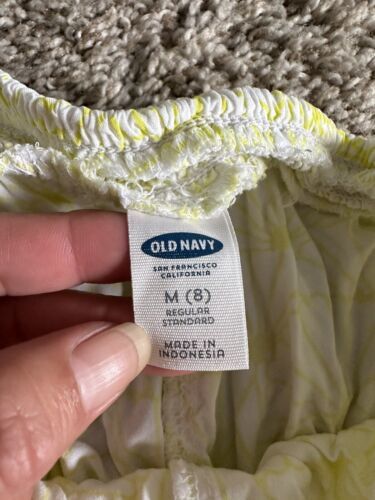 OLD NAVY
SAN FRANCISCO
CALIFORNIA
M (8)
REGULAR
STANDARD
MADE IN
INDONESIA